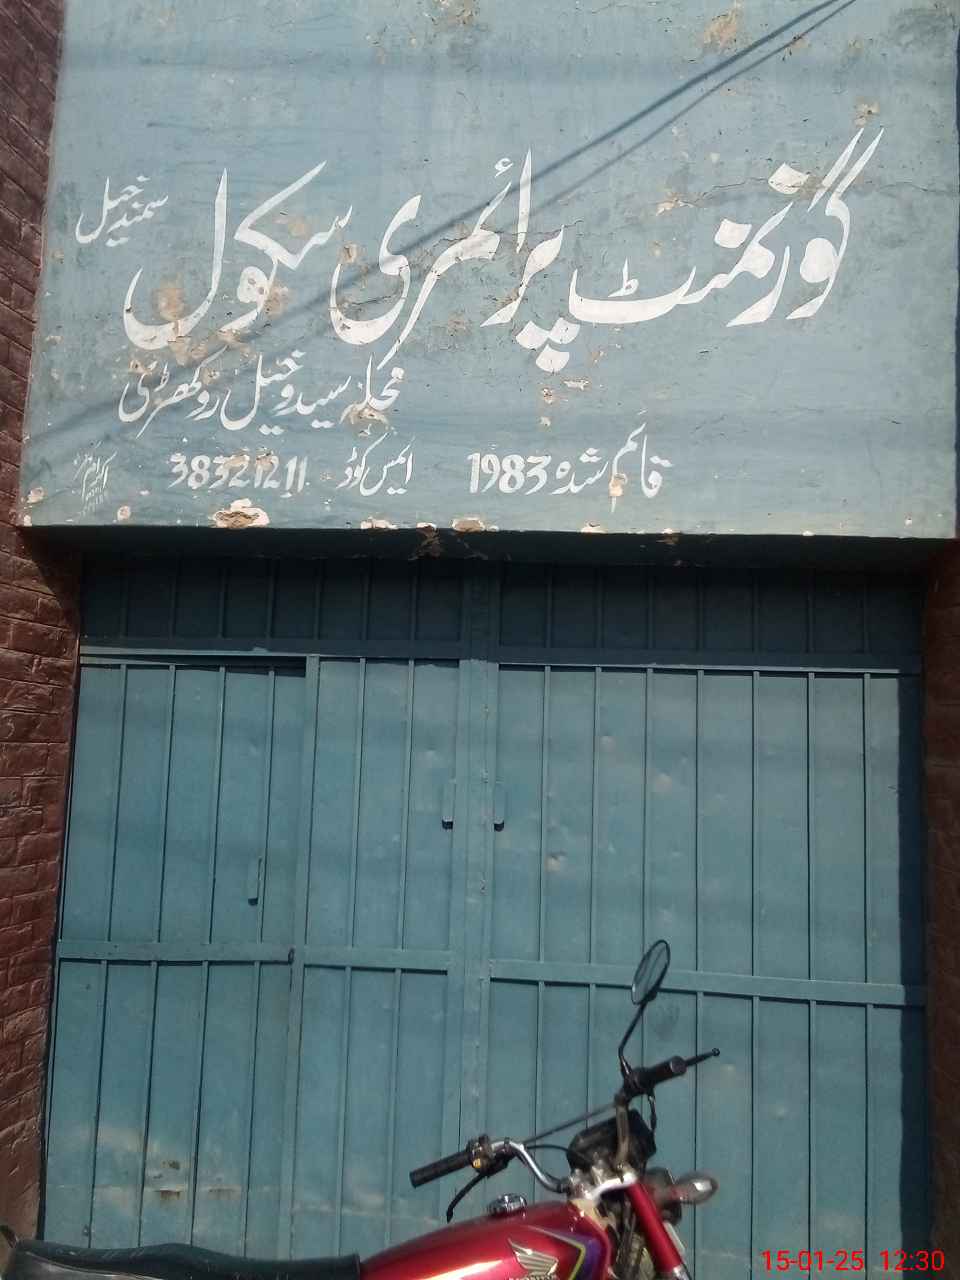 گورنمنٹ پرائمری سکول سمند خیل
محلہ سیدو خیل روکھڑی
قائم شدہ 1983 ایمس کوڈ 38321211
اکرام
15-01-25 12:30